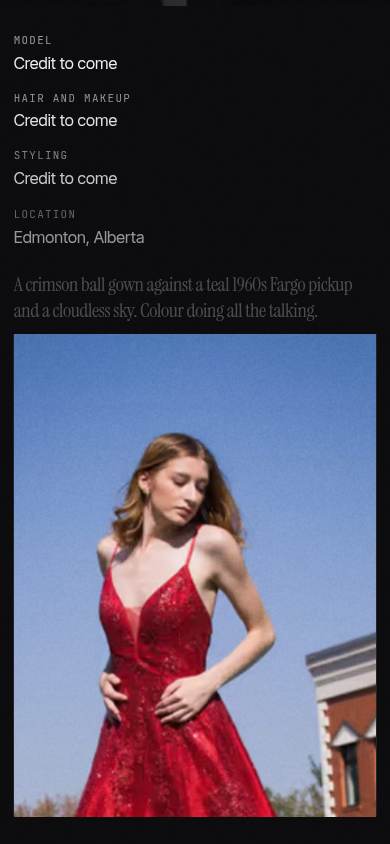 MODEL
Credit to come
HAIR AND MAKEUP
Credit to come
STYLING
Credit to come
LOCATION
Edmonton, Alberta
A crimson ball gown against a teal 1960s Fargo pickup
and a cloudless sky. Colour doing all the talking.